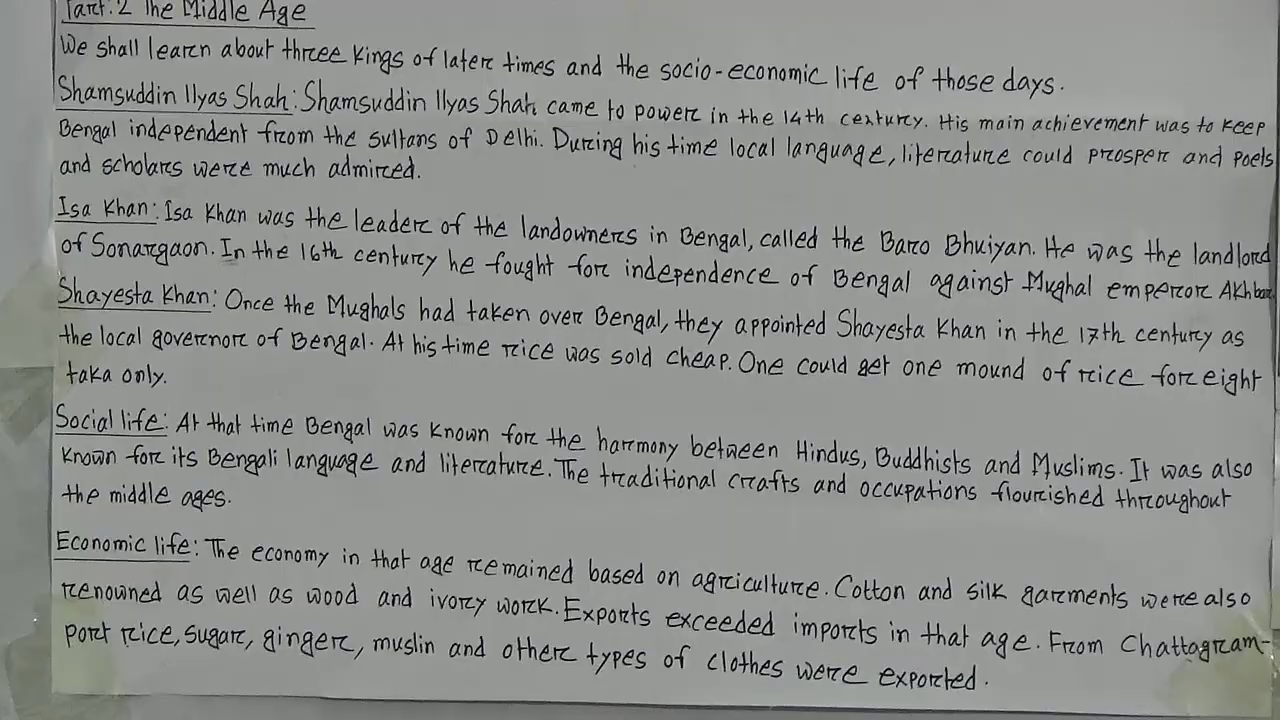 Part: 2 The Middle Age
We shall learn about three kings of later times and the socio-economic life of those days.
Shamsuddin Ilyas Shah: Shamsuddin Ilyas Shah came to power in the 14th century. His main achievement was to keep
Bengal independent from the sultans of Delhi. During his time local language, literature could prosper and poets
and scholars were much admired.
Isa Khan: Isa Khan was the leader of the landowners in Bengal, called the Baro Bhuiyan. He was the landlord
of Sonargaon. In the 16th century he fought for independence of Bengal against Mughal emperor Akhbar.
Shayesta Khan: Once the Mughals had taken over Bengal, they appointed Shayesta Khan in the 17th century as
the local governor of Bengal. At his time rice was sold cheap. One could get one mound of rice for eight
taka only.
Social life: At that time Bengal was known for the harmony between Hindus, Buddhists and Muslims. It was also
known for its Bengali language and literature. The traditional crafts and occupations flourished throughout
the middle ages.
Economic life: The economy in that age remained based on agriculture. Cotton and silk garments were also
renowned as well as wood and ivory work. Exports exceeded imports in that age. From Chattagram-
port rice, sugar, ginger, muslin and other types of clothes were exported.